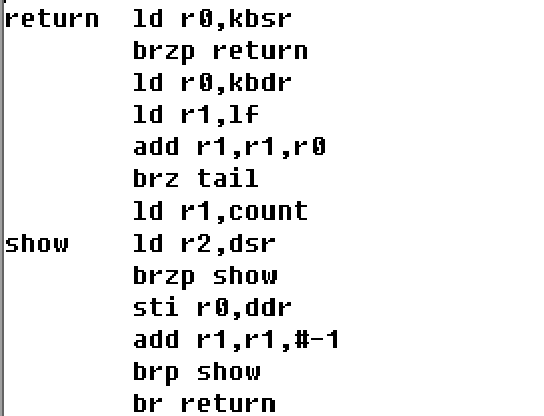 return ld r0,kbsr
brzp return
ld r0,kbdr
ld r1,lf
add r1,r1,r0
brz tail
ld r1,count
show ld r2,dsr
brzp show
sti r0,ddr
add r1,r1,#-1
brp show
br return